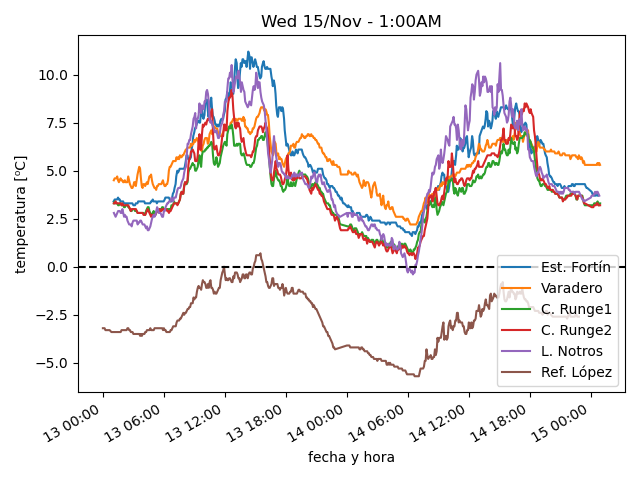 Wed 15/Nov - 1:00AM
temperatura [ºC]
10.0
7.5
5.0
2.5
0.0
−2.5
−5.0
Est. Fortín
Varadero
C. Runge1
C. Runge2
L. Notros
Ref. López
13 00:00
13 06:00
13 12:00
13 18:00
14 00:00
14 06:00
14 12:00
14 18:00
15 00:00
fecha y hora